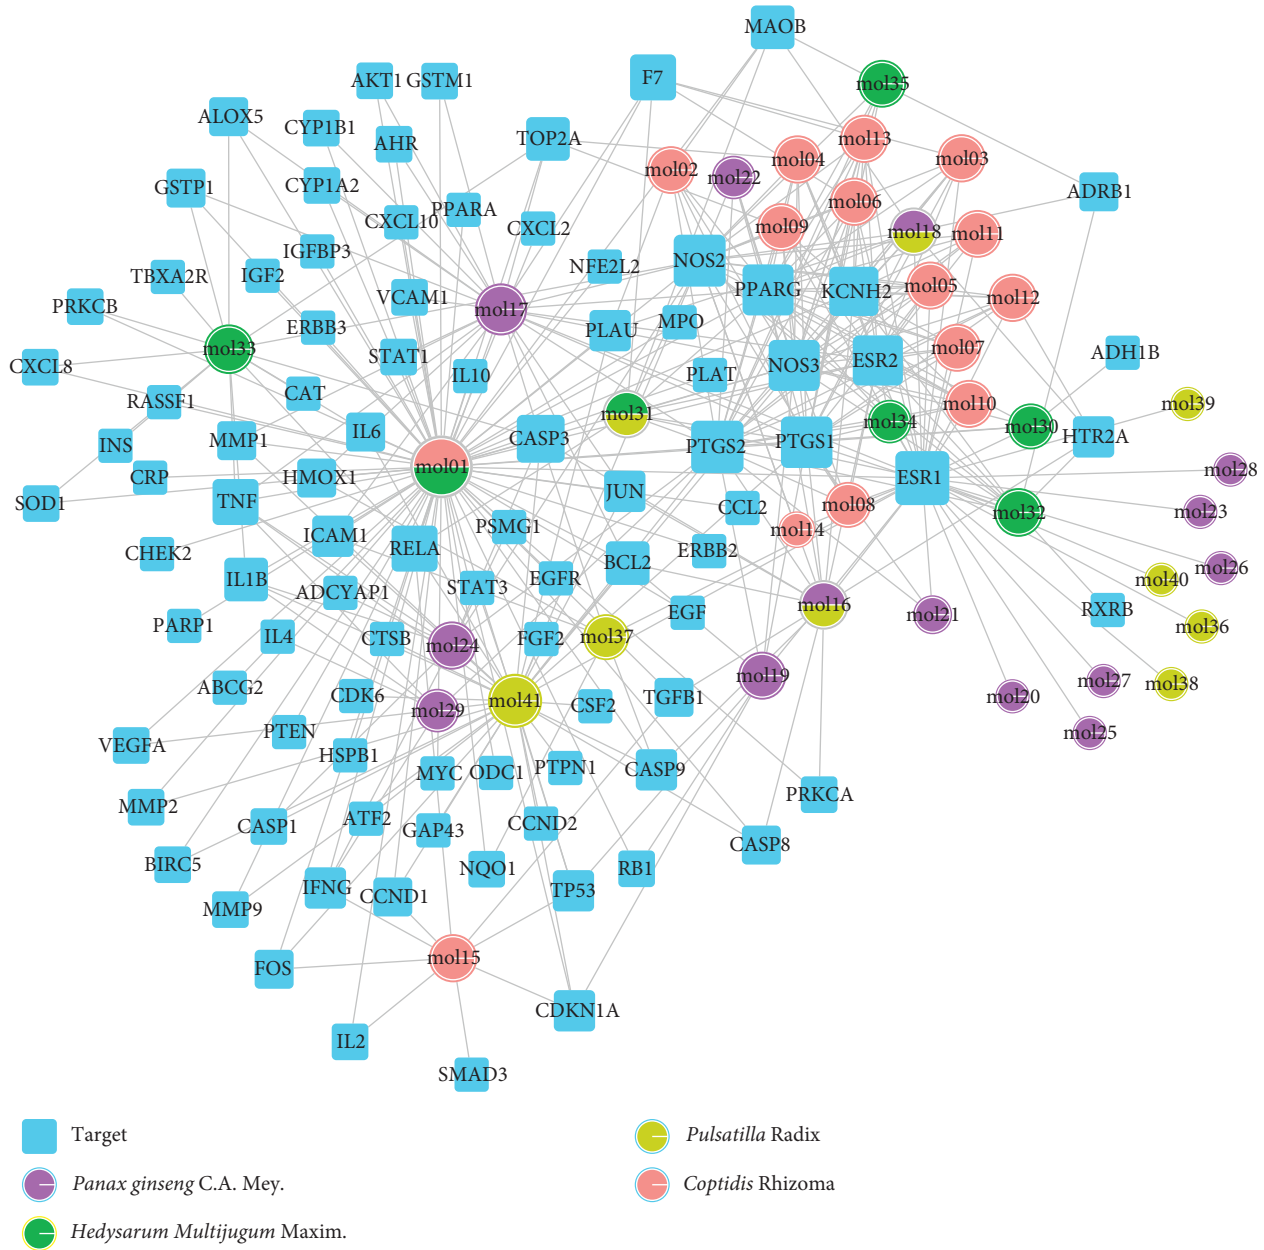 MAOB
F7
mol35
AKT1 GSTM1
ALOX5
CYP1B1
AHR
TOP2A
mol13
mol04
mol03
mol02
mol22
GSTP1
CYP1A2
ADRB1
PPARA
CXCL10
mol06
CXCL2
mol09
mol18
mol11
IGFBP3
NFE2L2
NOS2
TBXA2R
IGF2
PPARG
KCNH2
mol05
PRKCB
VCAM1
mol17
mol12
ERBB3
PLAU
MPO
mol33
STAT1
mol07
ADH1B
CXCL8
IL10
PLAT
NOS3
ESR2
RASSF1
CAT
mol10
mol39
mol31
mol34
mol30
INS
MMP1
IL6
CASP3
PTGS2
PTGS1
HTR2A
CRP
HMOX1
mol01
ESR1
mol28
SOD1
TNF
JUN
CCL2
mol08
mol32
mol23
ICAM1
PSMG1
mol14
CHEK2
RELA
ERBB2
IL1B
ADCYAP1
STAT3
EGFR
BCL2
mol40
mol26
PARP1
IL4
CTSB
FGF2
mol37
EGF
mol16
mol21
RXRB
mol36
mol24
ABCG2
CDK6
mol29
mol41
CSF2
TGFB1
mol19
mol20
mol27
mol38
VEGFA
PTEN
HSPB1
mol25
MYC
ODC1
PTPN1
CASP9
MMP2
PRKCA
CASP1
ATF2
GAP43
CCND2
CASP8
BIRC5
NQO1
RB1
MMP9
IFNG
CCND1
TP53
FOS
mol15
IL2
CDKN1A
SMAD3
Target
Pulsatilla Radix
Panax ginseng C.A. Mey.
Coptidis Rhizoma
Hedysarum Multijugum Maxim.